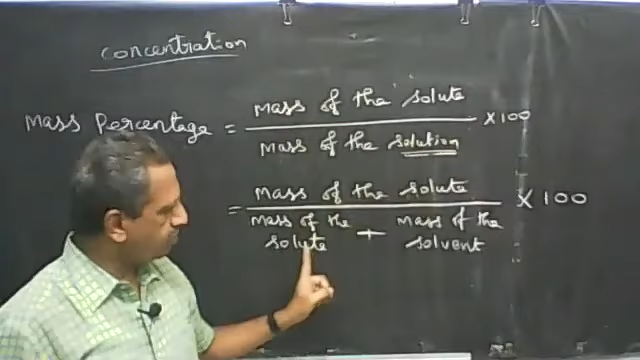 Concentration
Mass of the solute
Mass Percentage = ×100
Mass of the solution
Mass of the solute
= × 100
Mass of the + Mass of the
solute solvent